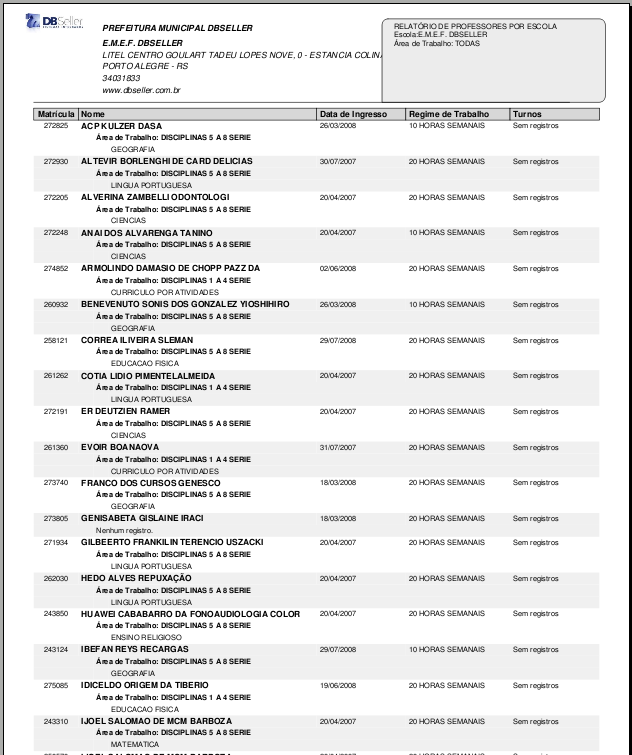 DBSeller
PREFEITURA MUNICIPAL DBSELLER
E.M.E.F. DBSELLER
LITEL CENTRO GOULART TADEU LOPES NOVE, 0 - ESTANCIA COLINA
PORTO ALEGRE - RS
34031833
www.dbseller.com.br
RELATÓRIO DE PROFESSORES POR ESCOLA
Escola:E.M.E.F. DBSELLER
Área de Trabalho: TODAS
Matrícula Nome Data de Ingresso Regime de Trabalho Turnos
272825 ACP KULZER DASA 26/03/2008 10 HORAS SEMANAIS Sem registros
Área de Trabalho: DISCIPLINAS 5 A 8 SERIE
GEOGRAFIA
272930 ALTEVIR BORLENGHI DE CARD DELICIAS 30/07/2007 20 HORAS SEMANAIS Sem registros
Área de Trabalho: DISCIPLINAS 5 A 8 SERIE
LINGUA PORTUGUESA
272205 ALVERINA ZAMBELLI ODONTOLOGI 20/04/2007 20 HORAS SEMANAIS Sem registros
Área de Trabalho: DISCIPLINAS 5 A 8 SERIE
CIENCIAS
272248 ANAI DOS ALVARENGA TANINO 20/04/2007 10 HORAS SEMANAIS Sem registros
Área de Trabalho: DISCIPLINAS 5 A 8 SERIE
CIENCIAS
274852 ARMOLINDO DAMASIO DE CHOPP PAZZ DA 02/06/2008 20 HORAS SEMANAIS Sem registros
Área de Trabalho: DISCIPLINAS 1 A 4 SERIE
CURRICULO POR ATIVIDADES
260932 BENEVENUTO SONIS DOS GONZALEZ YIOSHIHIRO 26/03/2008 10 HORAS SEMANAIS Sem registros
Área de Trabalho: DISCIPLINAS 5 A 8 SERIE
GEOGRAFIA
258121 CORREA ILIVEIRA SLEMAN 29/07/2008 20 HORAS SEMANAIS Sem registros
Área de Trabalho: DISCIPLINAS 5 A 8 SERIE
EDUCACAO FISICA
261262 COTIA LIDIO PIMENTELALMEIDA 20/04/2007 20 HORAS SEMANAIS Sem registros
Área de Trabalho: DISCIPLINAS 1 A 4 SERIE
LINGUA PORTUGUESA
272191 ER DEUTZIEN RAMER 20/04/2007 20 HORAS SEMANAIS Sem registros
Área de Trabalho: DISCIPLINAS 5 A 8 SERIE
CIENCIAS
261360 EVOIR BOANAOVA 31/07/2007 20 HORAS SEMANAIS Sem registros
Área de Trabalho: DISCIPLINAS 1 A 4 SERIE
CURRICULO POR ATIVIDADES
273740 FRANCO DOS CURSOS GENESCO 18/03/2008 20 HORAS SEMANAIS Sem registros
Área de Trabalho: DISCIPLINAS 5 A 8 SERIE
GEOGRAFIA
273805 GENISABETA GISLAINE IRACI 18/03/2008 20 HORAS SEMANAIS Sem registros
Nenhum registro.
271934 GILBEERTO FRANKILIN TERENCIO USZACKI 20/04/2007 20 HORAS SEMANAIS Sem registros
Área de Trabalho: DISCIPLINAS 5 A 8 SERIE
LINGUA PORTUGUESA
262030 HEDO ALVES REPUXAÇÃO 20/04/2007 20 HORAS SEMANAIS Sem registros
Área de Trabalho: DISCIPLINAS 5 A 8 SERIE
LINGUA PORTUGUESA
243850 HUAWEI CABABARRO DA FONOAUDIOLOGIA COLOR 20/04/2007 20 HORAS SEMANAIS Sem registros
Área de Trabalho: DISCIPLINAS 5 A 8 SERIE
ENSINO RELIGIOSO
243124 IBEFAN REYS RECARGAS 29/07/2008 10 HORAS SEMANAIS Sem registros
Área de Trabalho: DISCIPLINAS 5 A 8 SERIE
GEOGRAFIA
275085 IDICELDO ORIGEM DA TIBERIO 19/06/2008 20 HORAS SEMANAIS Sem registros
Área de Trabalho: DISCIPLINAS 1 A 4 SERIE
EDUCACAO FISICA
243310 IJOEL SALOMAO DE MCM BARBOZA 20/04/2007 20 HORAS SEMANAIS Sem registros
Área de Trabalho: DISCIPLINAS 5 A 8 SERIE
MATEMATICA